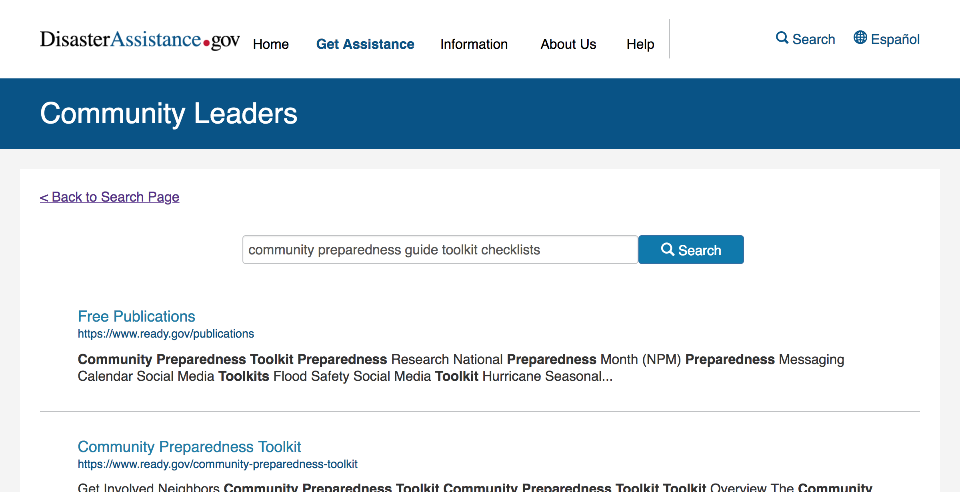 DisasterAssistance.gov Home Get Assistance Information About Us Help Search Español
Community Leaders
< Back to Search Page
community preparedness guide toolkit checklists Search
Free Publications
https://www.ready.gov/publications
Community Preparedness Toolkit Preparedness Research National Preparedness Month (NPM) Preparedness Messaging
Calendar Social Media Toolkits Flood Safety Social Media Toolkit Hurricane Seasonal...
Community Preparedness Toolkit
https://www.ready.gov/community-preparedness-toolkit
Get Involved Neighbors Community Preparedness Toolkit Community Preparedness Toolkit Toolkit Overview The Community